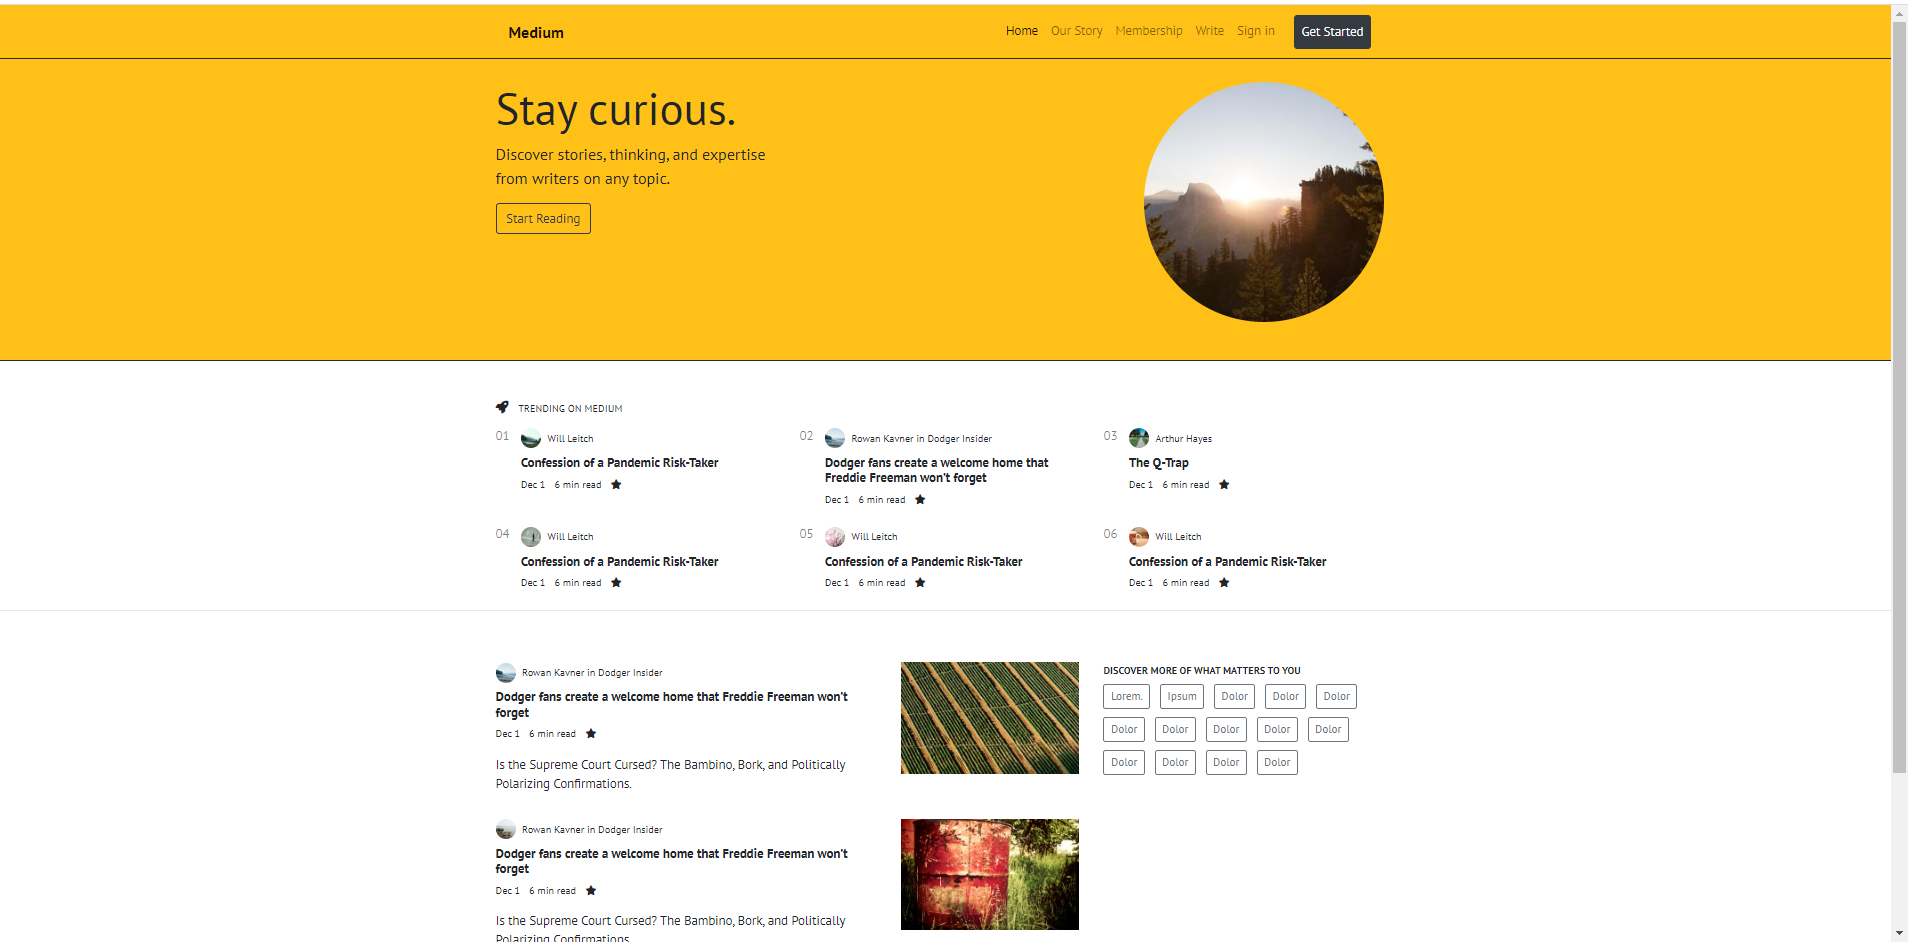 Medium
Home Our Story Membership Write Sign in Get Started
Stay curious.
Discover stories, thinking, and expertise
from writers on any topic.
Start Reading
TRENDING ON MEDIUM
01 Will Leitch
Confession of a Pandemic Risk-Taker
Dec 1 6 min read
02 Rowan Kavner in Dodger Insider
Dodger fans create a welcome home that
Freddie Freeman won't forget
Dec 1 6 min read
03 Arthur Hayes
The Q-Trap
Dec 1 6 min read
04 Will Leitch
Confession of a Pandemic Risk-Taker
Dec 1 6 min read
05 Will Leitch
Confession of a Pandemic Risk-Taker
Dec 1 6 min read
06 Will Leitch
Confession of a Pandemic Risk-Taker
Dec 1 6 min read
Rowan Kavner in Dodger Insider
Dodger fans create a welcome home that Freddie Freeman won't
forget
Dec 1 6 min read
Is the Supreme Court Cursed? The Bambino, Bork, and Politically
Polarizing Confirmations.
Rowan Kavner in Dodger Insider
Dodger fans create a welcome home that Freddie Freeman won't
forget
Dec 1 6 min read
Is the Supreme Court Cursed? The Bambino, Bork, and Politically
Polarizing Confirmations.
DISCOVER MORE OF WHAT MATTERS TO YOU
Lorem. Ipsum Dolor Dolor Dolor
Dolor Dolor Dolor Dolor Dolor
Dolor Dolor Dolor Dolor